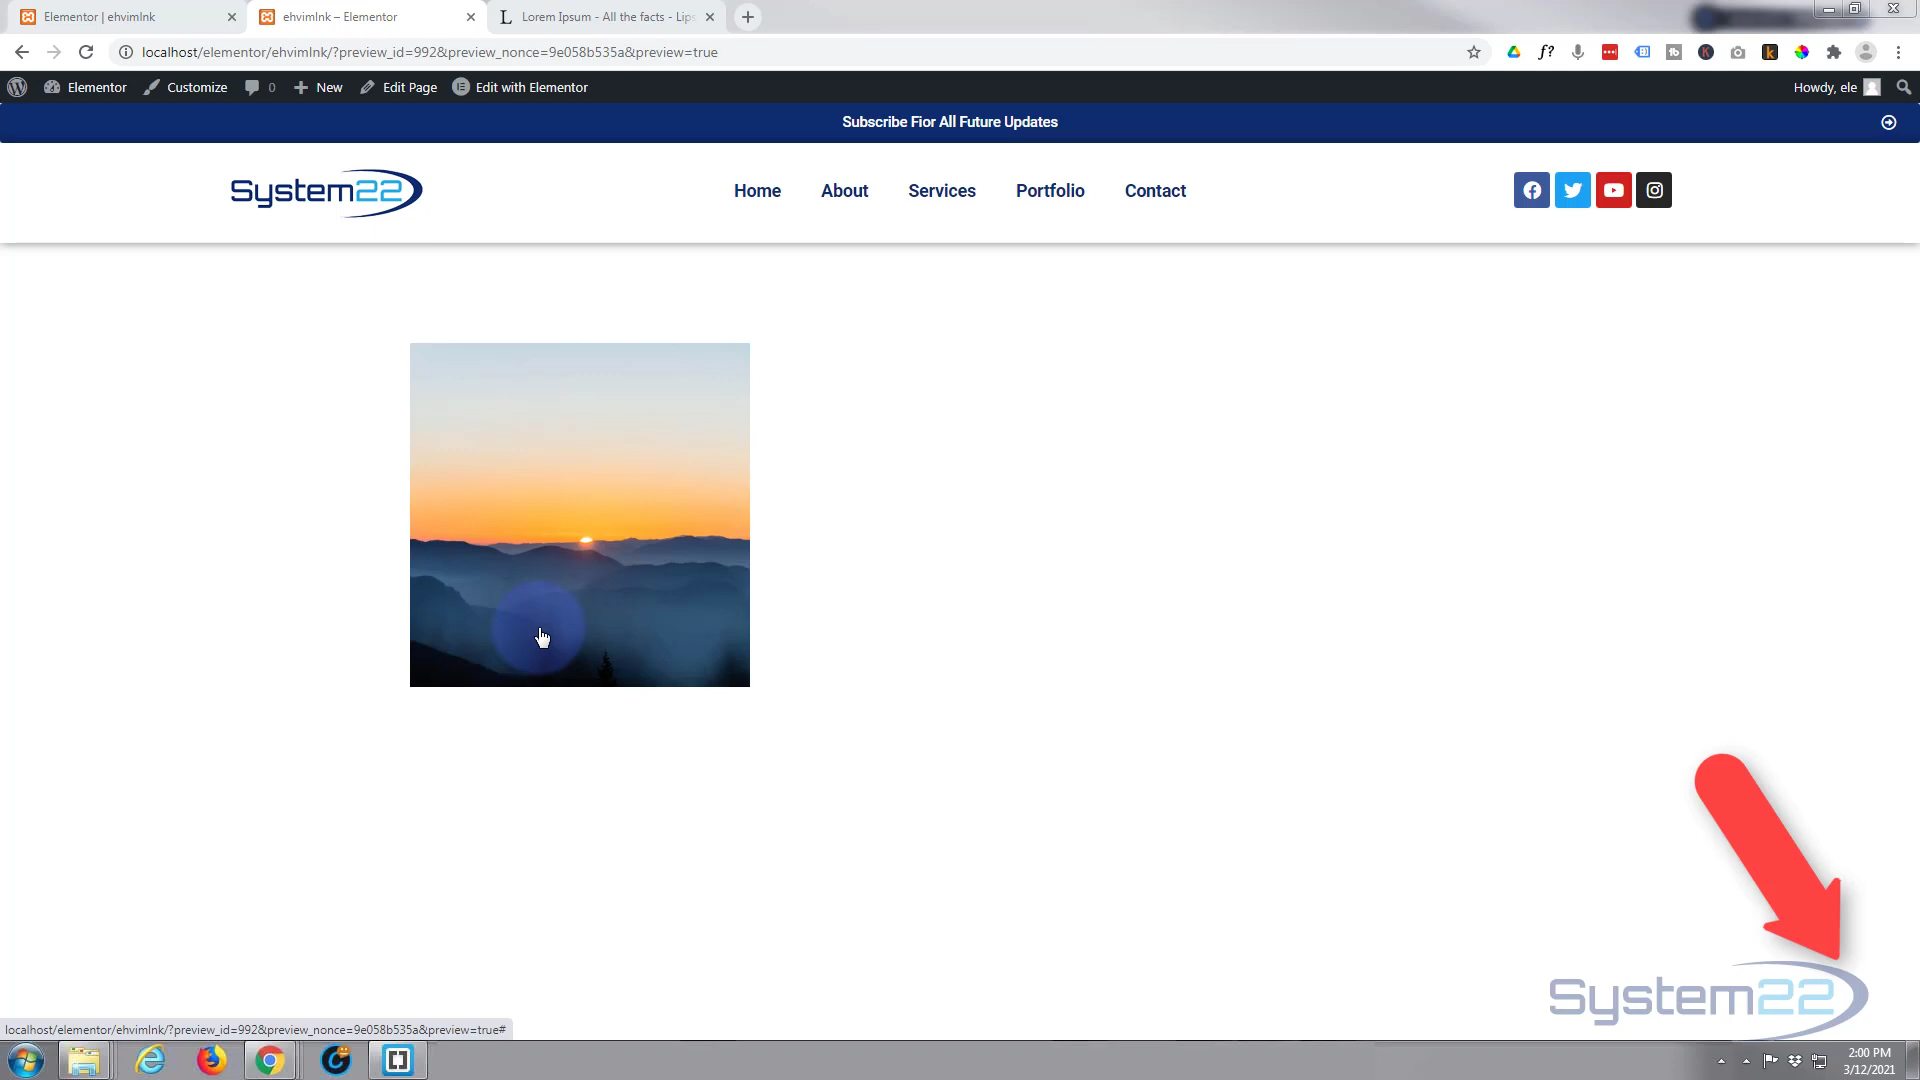 Elementor | ehvimlnk
ehvimlnk – Elementor
Lorem Ipsum - All the facts - Lips
localhost/elementor/ehvimlnk/?preview_id=992&preview_nonce=9e058b535a&preview=true
f?
Elementor
Customize
0
New
Edit Page
Edit with Elementor
Howdy, ele
Subscribe Fior All Future Updates
System22
Home
About
Services
Portfolio
Contact
System22
localhost/elementor/ehvimlnk/?preview_id=992&preview_nonce=9e058b535a&preview=true#
2:00 PM
3/12/2021